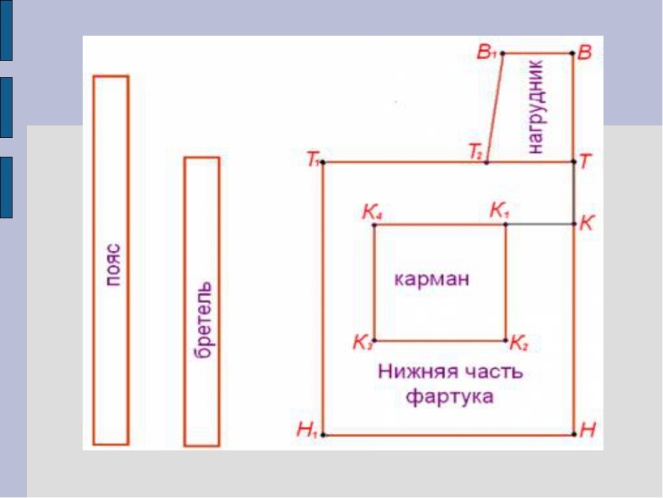 В₁
В
нагрудник
Т₁
Т₂
Т
К₄
К₁
К
пояс
бретель
карман
К₃
К₂
Нижняя часть
фартука
Н₁
Н